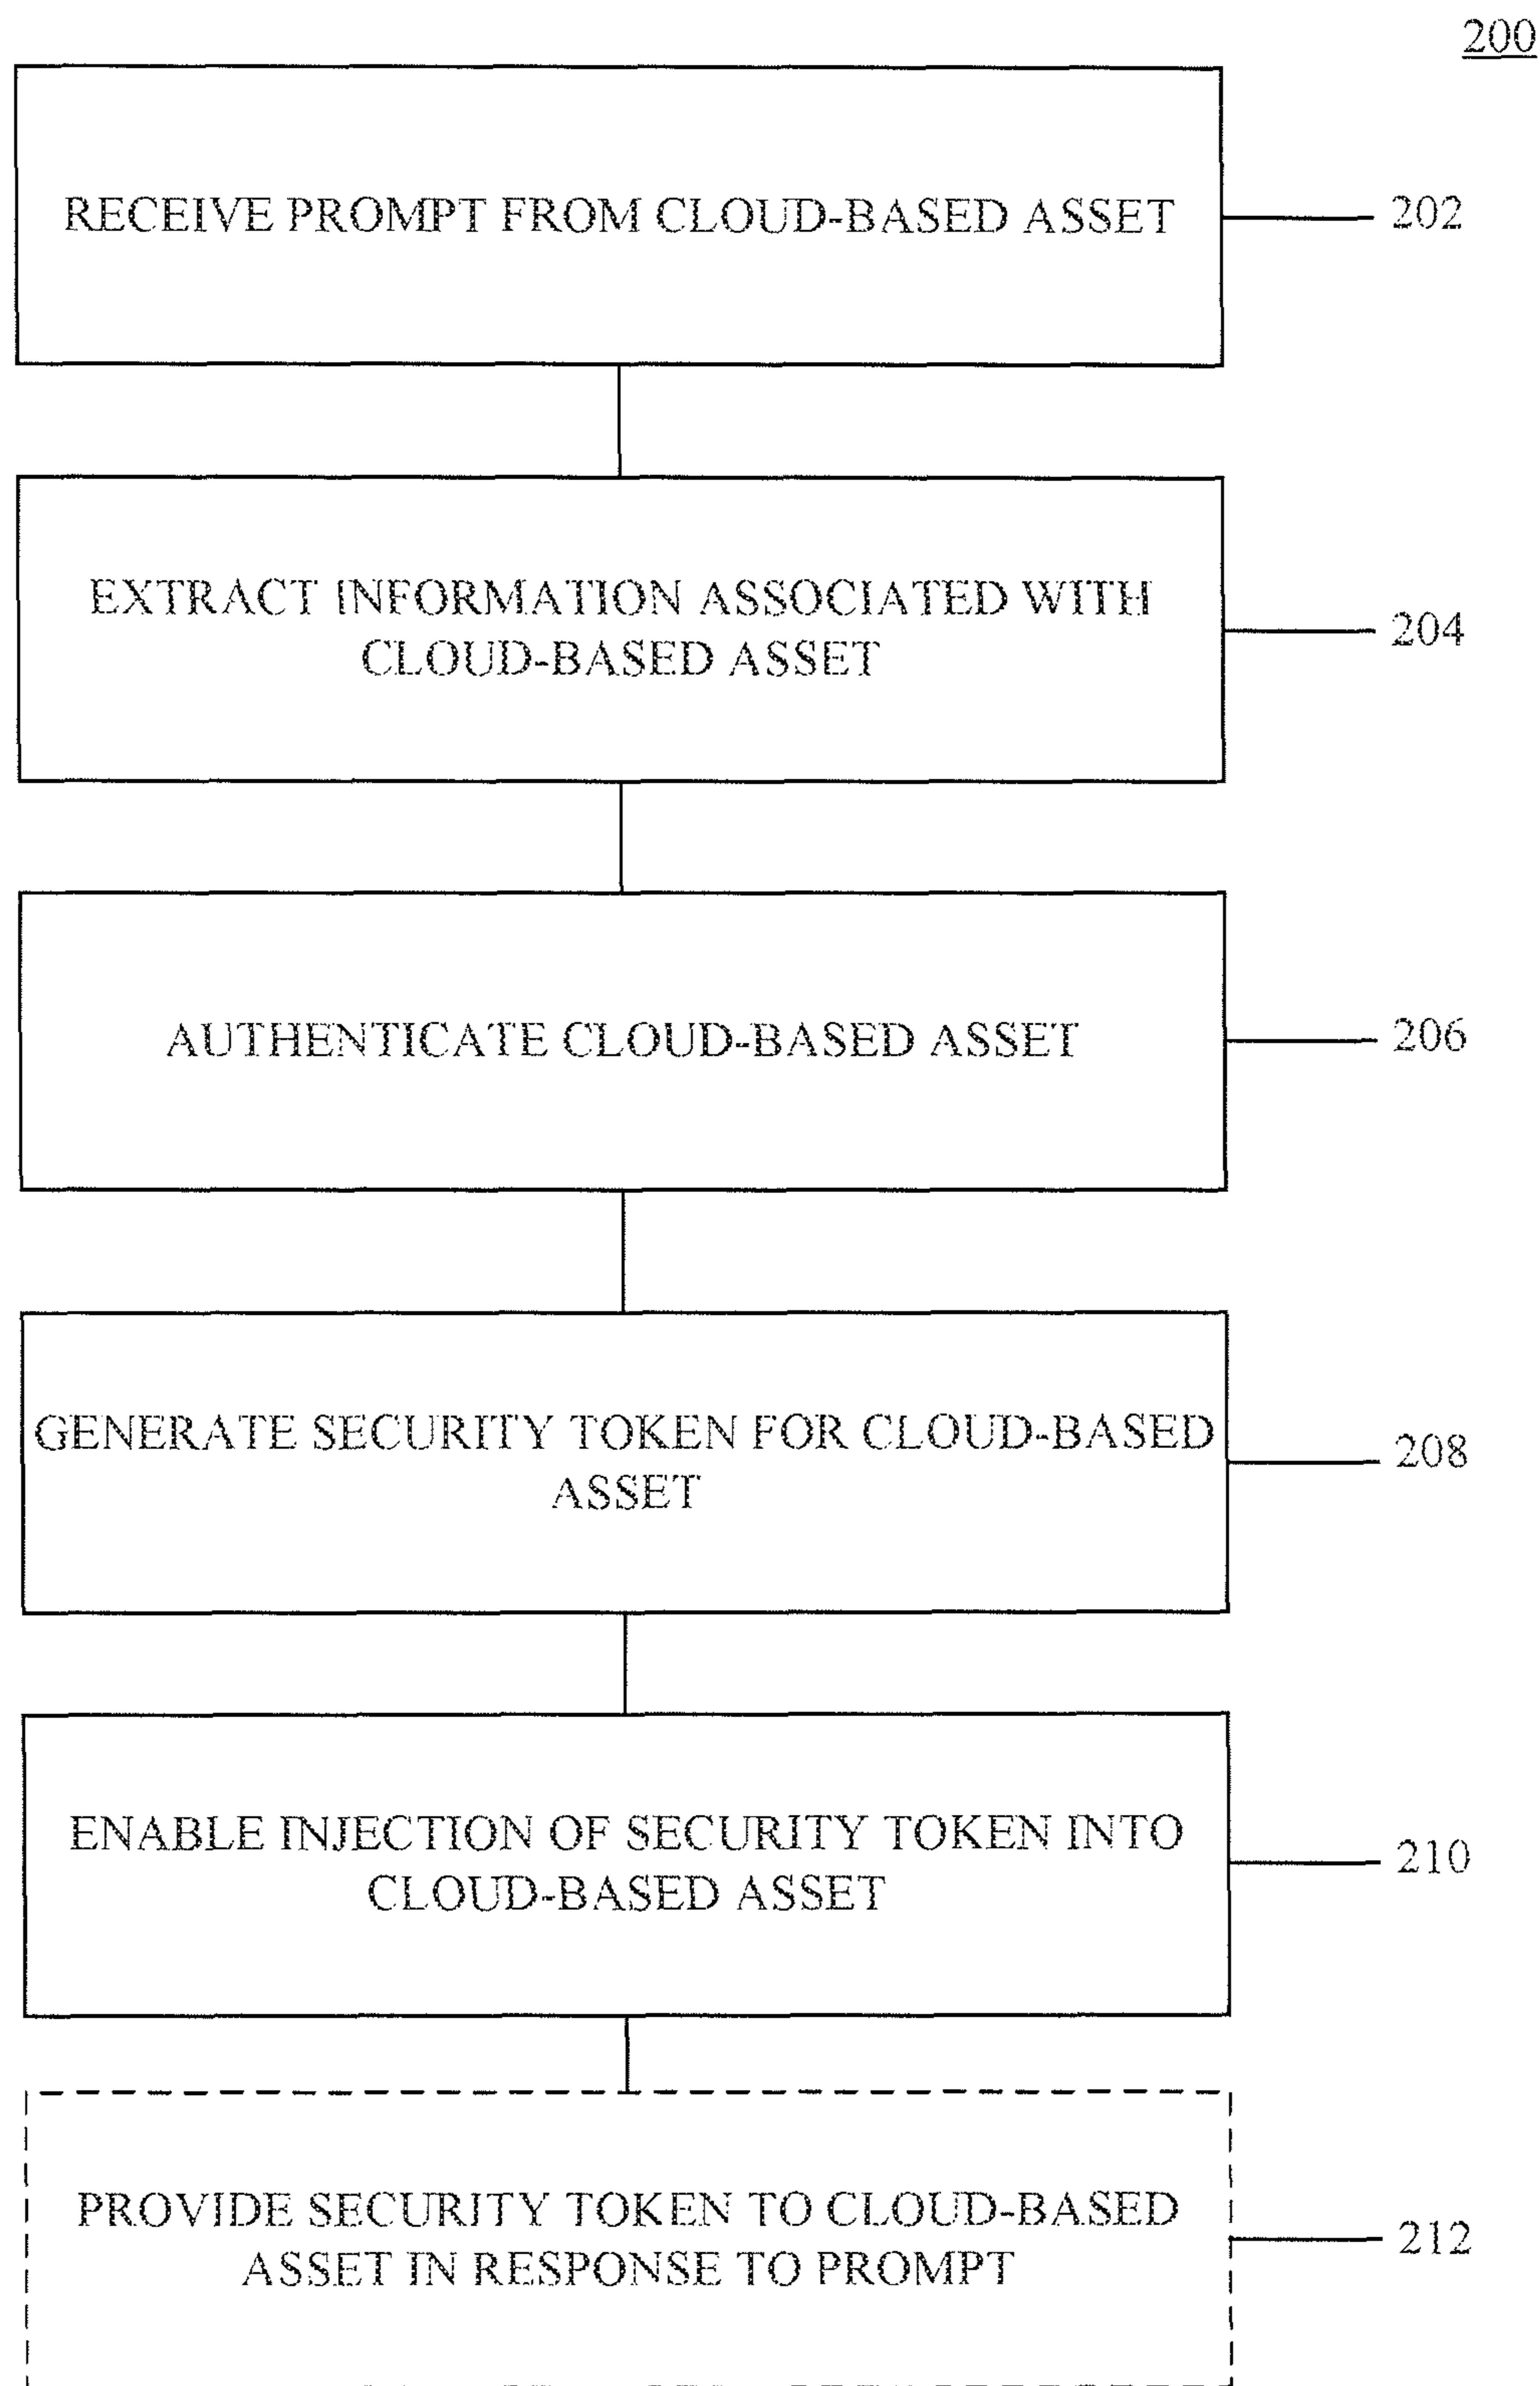 200
RECEIVE PROMPT FROM CLOUD-BASED ASSET
202
EXTRACT INFORMATION ASSOCIATED WITH
CLOUD-BASED ASSET
204
AUTHENTICATE CLOUD-BASED ASSET
206
GENERATE SECURITY TOKEN FOR CLOUD-BASED
ASSET
208
ENABLE INJECTION OF SECURITY TOKEN INTO
CLOUD-BASED ASSET
210
PROVIDE SECURITY TOKEN TO CLOUD-BASED
ASSET IN RESPONSE TO PROMPT
212